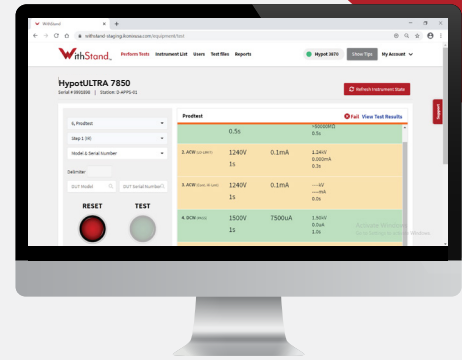 WithStand
withstand-staging.ikonixusa.com/equipment/test
WithStand
Perform Tests Instrument List Users Test files Reports
Hypot 3870
Show Tips
My Account
HypotULTRA 7850
Refresh Instrument State
Support
5, Prodtest
Step 1 (M)
Model & Serial Number
Delimiter
DUT Model
DUT Serial Number
RESET TEST
Prodtest
Fail View Test Results
0.5s
>50000MΩ
0.5s
2. ACW
1240V
0.1mA
1.24kV
0.000mA
0.3s
1s
3. ACW
1240V
0.1mA
----kV
----mA
0.0s
1s
4. DCW
1500V
7500uA
1.50kV
0.0uA
1.0s
1s
Activate Windows